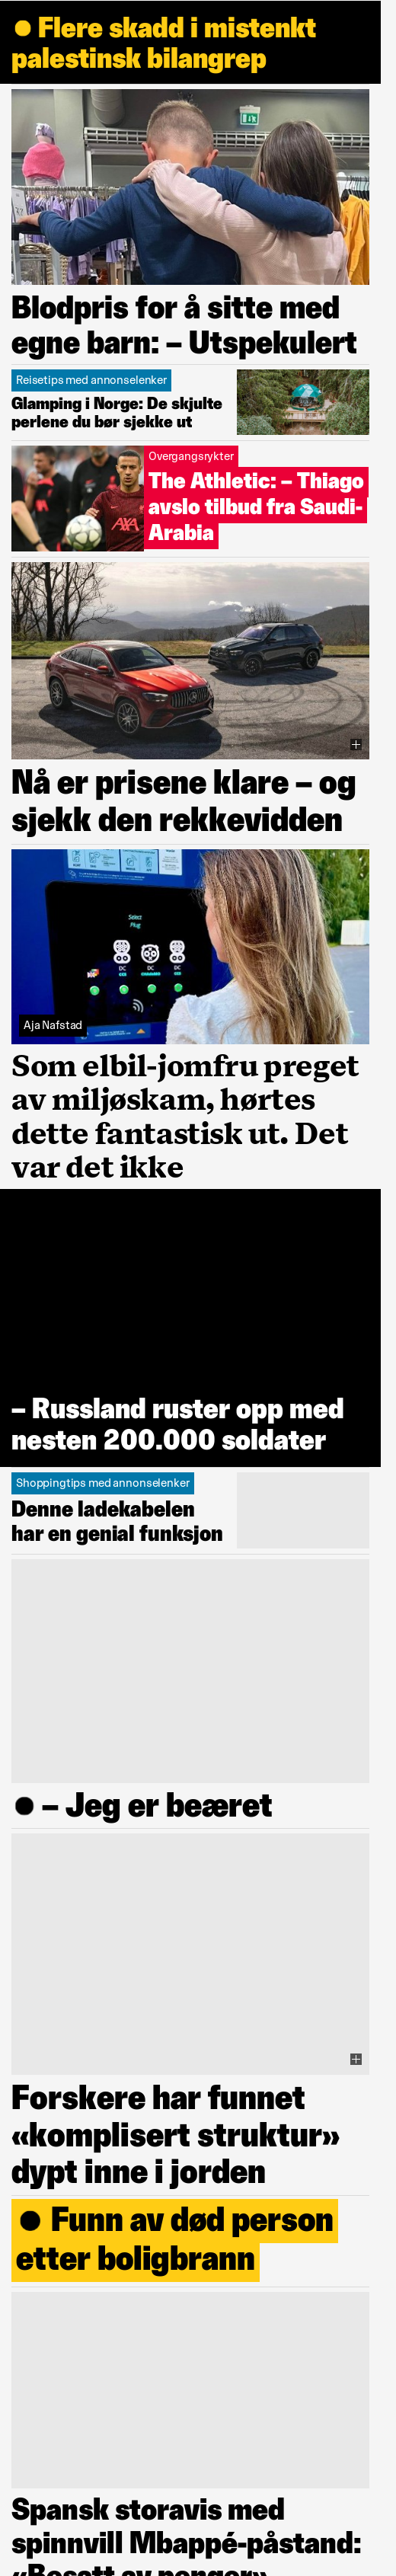 Flere skadd i mistenkt
palestinsk bilangrep
Blodpris for å sitte med
egne barn: – Utspekulert
Reisetips med annonselenker
Glamping i Norge: De skjulte
perlene du bør sjekke ut
Overgangsrykter
The Athletic: – Thiago
avslo tilbud fra Saudi-
Arabia
AXA
Nå er prisene klare – og
sjekk den rekkevidden
Select
Plug
Aja Nafstad
Som elbil-jomfru preget
av miljøskam, hørtes
dette fantastisk ut. Det
var det ikke
– Russland ruster opp med
nesten 200.000 soldater
Shoppingtips med annonselenker
Denne ladekabelen
har en genial funksjon
– Jeg er beæret
Forskere har funnet
«komplisert struktur»
dypt inne i jorden
Funn av død person
etter boligbrann
Spansk storavis med
spinnvill Mbappé-påstand:
«Besatt av penger»